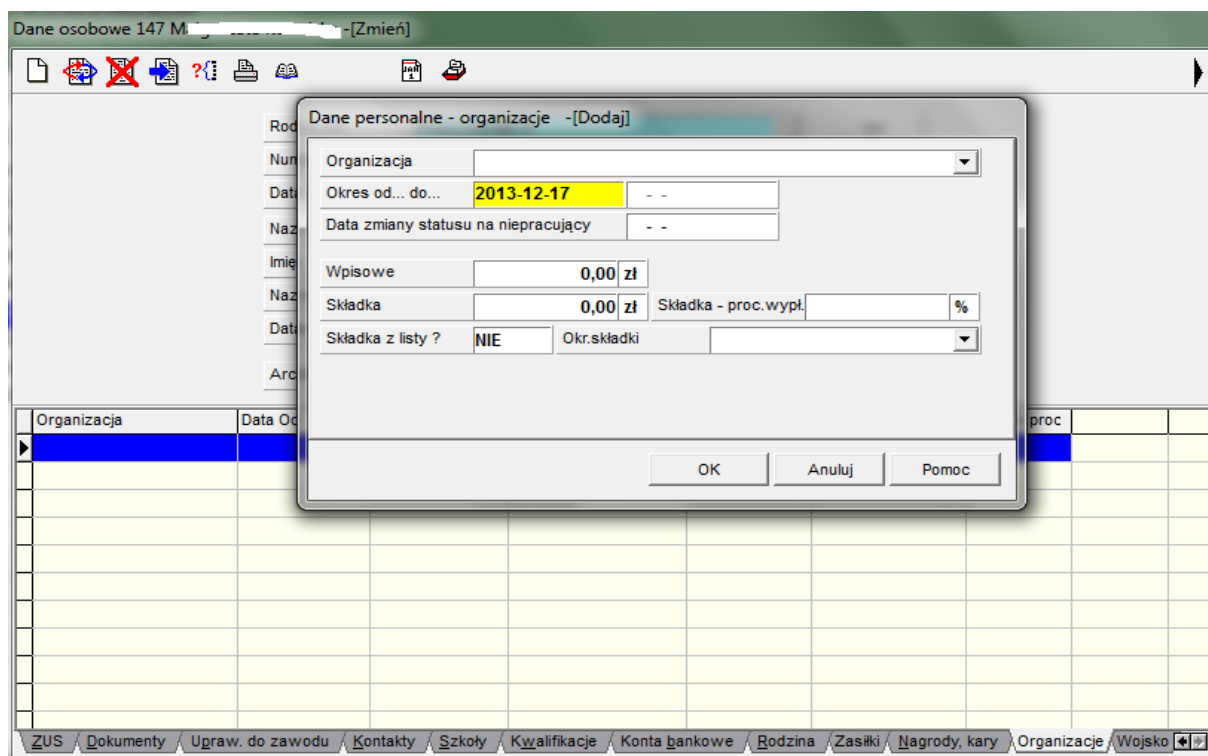 Dane osobowe 147 -[Zmień]
Dane personalne - organizacje -[Dodaj]
Organizacja
Okres od... do... 2013-12-17 - -
Data zmiany statusu na niepracujący - -
Wpisowe 0,00 zł
Składka 0,00 zł Składka - proc.wypł. %
Składka z listy ? NIE Okr.składki
OK Anuluj Pomoc
Organizacja Data proc
ZUS Dokumenty Upraw. do zawodu Kontakty Szkoły Kwalifikacje Konta bankowe Rodzina Zasiłki Nagrody, kary Organizacje Wojsko